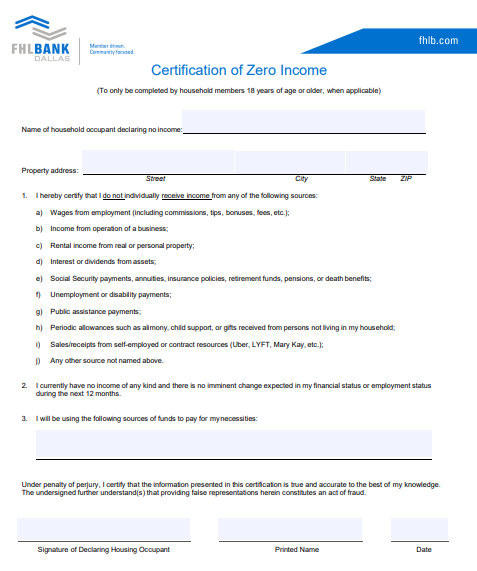 FHLBANK
DALLAS
Member driven.
Community focused.
fhlb.com
Certification of Zero Income
(To only be completed by household members 18 years of age or older, when applicable)
Name of household occupant declaring no income:
Property address:
Street City State ZIP
1. I hereby certify that I do not individually receive income from any of the following sources:
a) Wages from employment (including commissions, tips, bonuses, fees, etc.);
b) Income from operation of a business;
c) Rental income from real or personal property;
d) Interest or dividends from assets;
e) Social Security payments, annuities, insurance policies, retirement funds, pensions, or death benefits;
f) Unemployment or disability payments;
g) Public assistance payments;
h) Periodic allowances such as alimony, child support, or gifts received from persons not living in my household;
i) Sales/receipts from self-employed or contract resources (Uber, LYFT, Mary Kay, etc.);
j) Any other source not named above.
2. I currently have no income of any kind and there is no imminent change expected in my financial status or employment status
during the next 12 months.
3. I will be using the following sources of funds to pay for my necessities:
Under penalty of perjury, I certify that the information presented in this certification is true and accurate to the best of my knowledge.
The undersigned further understand(s) that providing false representations herein constitutes an act of fraud.
Signature of Declaring Housing Occupant Printed Name Date